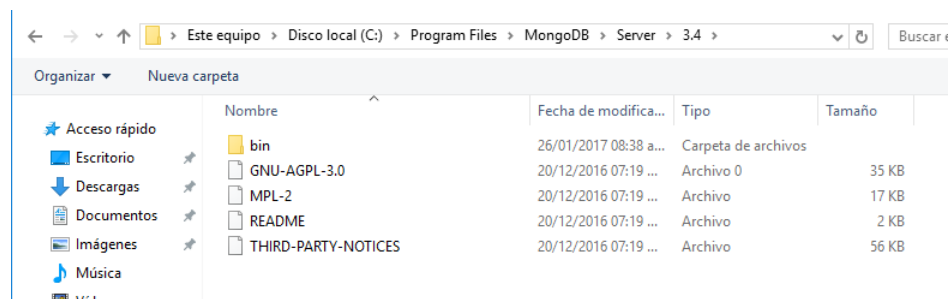 Este equipo > Disco local (C:) > Program Files > MongoDB > Server > 3.4 >
Buscar e
Organizar Nueva carpeta
Nombre Fecha de modifica... Tipo Tamaño
Acceso rápido
Escritorio
Descargas
Documentos
Imágenes
Música
bin 26/01/2017 08:38 a... Carpeta de archivos
GNU-AGPL-3.0 20/12/2016 07:19 ... Archivo 0 35 KB
MPL-2 20/12/2016 07:19 ... Archivo 17 KB
README 20/12/2016 07:19 ... Archivo 2 KB
THIRD-PARTY-NOTICES 20/12/2016 07:19 ... Archivo 56 KB